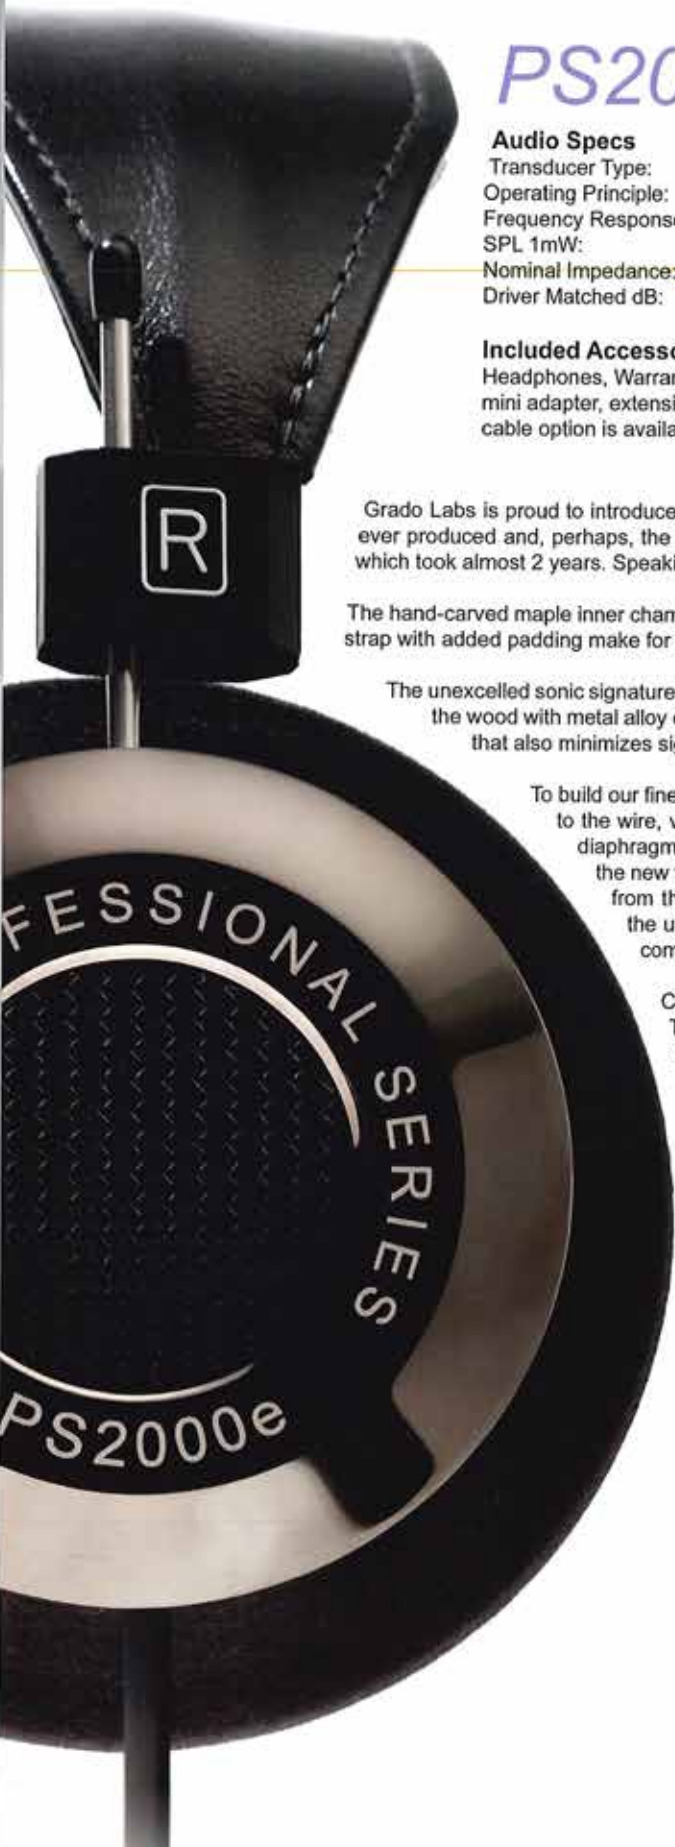 PS20
Audio Specs
Transducer Type:
Operating Principle:
Frequency Response
SPL 1mW:
Nominal Impedance:
Driver Matched dB:
Included Accesso
Headphones, Warran
mini adapter, extensi
cable option is availa
R
Grado Labs is proud to introduce
ever produced and, perhaps, the
which took almost 2 years. Speaki
The hand-carved maple inner cham
strap with added padding make for
The unexcelled sonic signature
the wood with metal alloy
that also minimizes sig
To build our fine
to the wire, v
diaphragm
the new
from th
the u
com
C
T
FESSIONAL SERIES
PS2000e